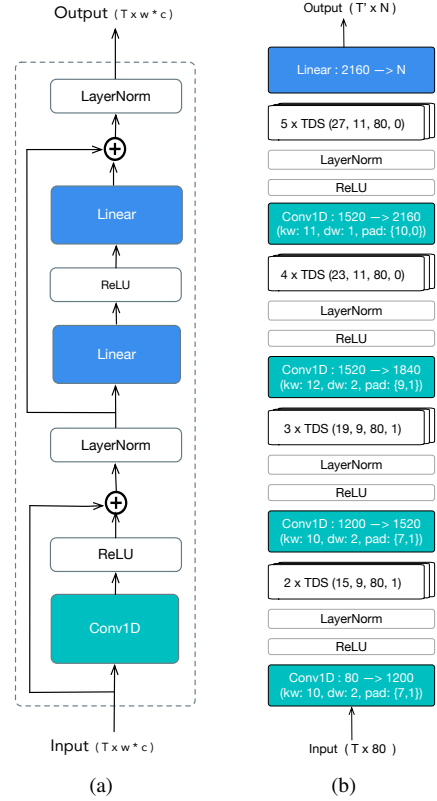 Output ( T x w * c )
LayerNorm
+
Linear
ReLU
Linear
LayerNorm
+
ReLU
Conv1D
Input ( T x w * c )
(a)
Output ( T' x N )
Linear : 2160 —> N
5 x TDS (27, 11, 80, 0)
LayerNorm
ReLU
Conv1D : 1520 —> 2160
(kw: 11, dw: 1, pad: {10,0})
4 x TDS (23, 11, 80, 0)
LayerNorm
ReLU
Conv1D : 1520 —> 1840
(kw: 12, dw: 2, pad: {9,1})
3 x TDS (19, 9, 80, 1)
LayerNorm
ReLU
Conv1D : 1200 —> 1520
(kw: 10, dw: 2, pad: {7,1})
2 x TDS (15, 9, 80, 1)
LayerNorm
ReLU
Conv1D : 80 —> 1200
(kw: 10, dw: 2, pad: {7,1})
Input ( T x 80 )
(b)